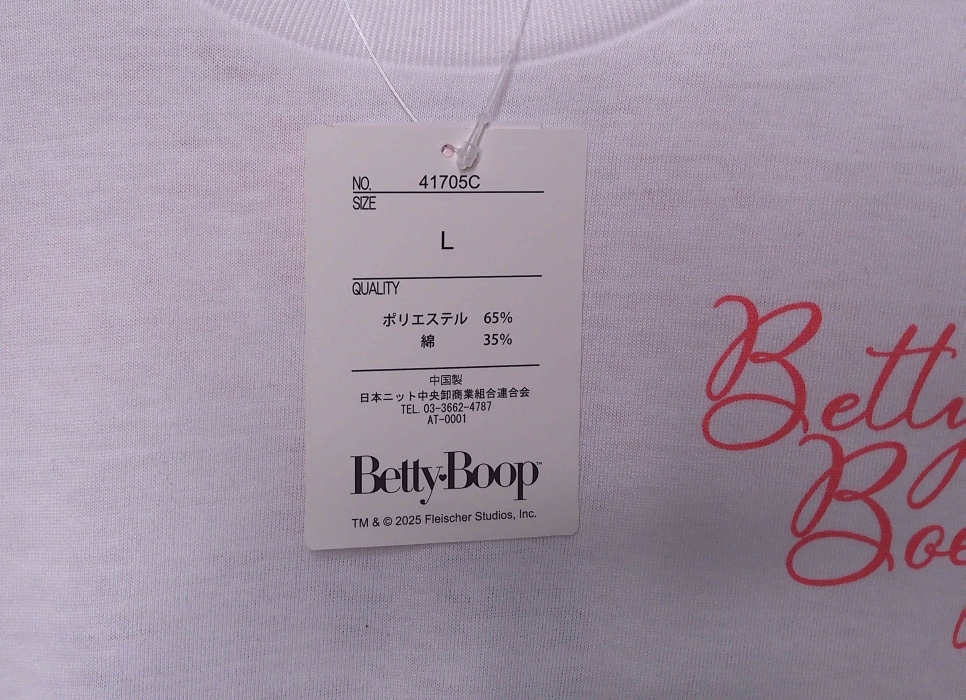 NO. 41705C
SIZE
L
QUALITY
ポリエステル 65%
綿 35%
中国製
日本ニット中央卸商業組合連合会
TEL. 03-3662-4787
AT-0001
Betty Boop™
TM & © 2025 Fleischer Studios, Inc.
Betty